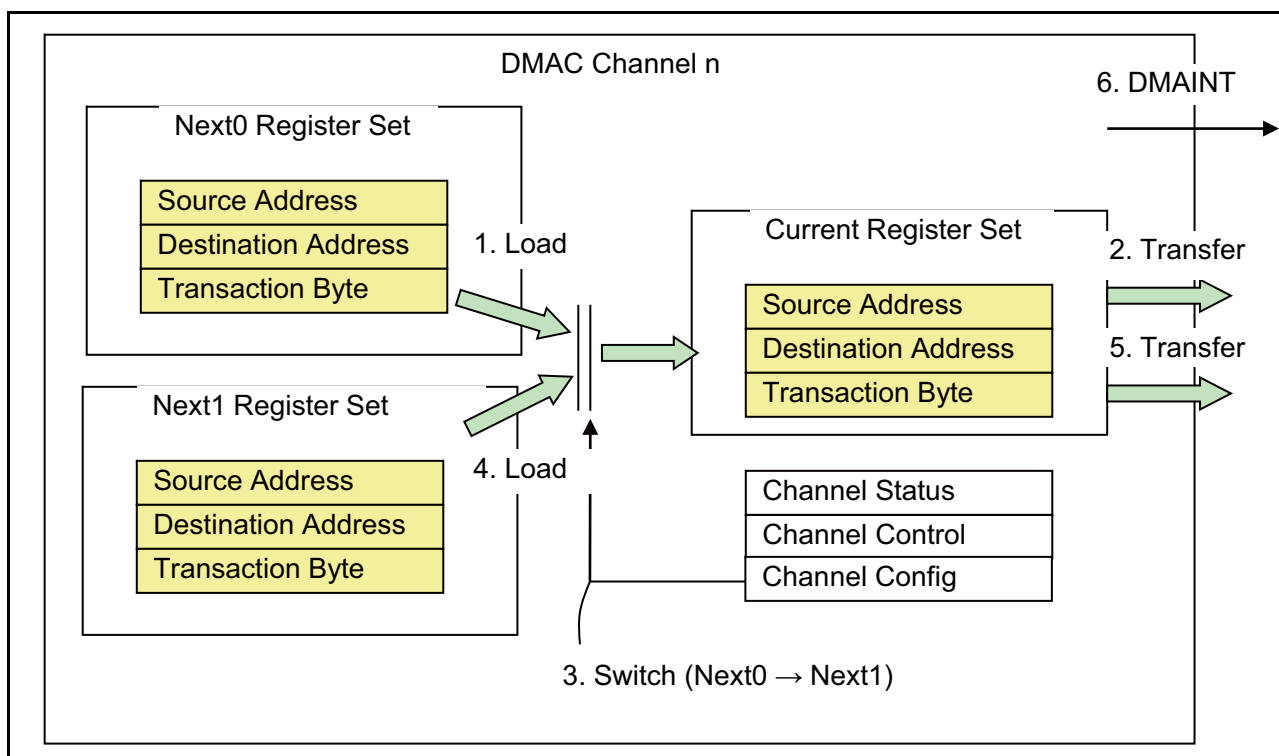 DMAC Channel n
6. DMAINT
Next0 Register Set
Source Address
Destination Address
Transaction Byte
1. Load
Current Register Set
Source Address
Destination Address
Transaction Byte
2. Transfer
5. Transfer
Next1 Register Set
Source Address
Destination Address
Transaction Byte
4. Load
Channel Status
Channel Control
Channel Config
3. Switch (Next0 → Next1)